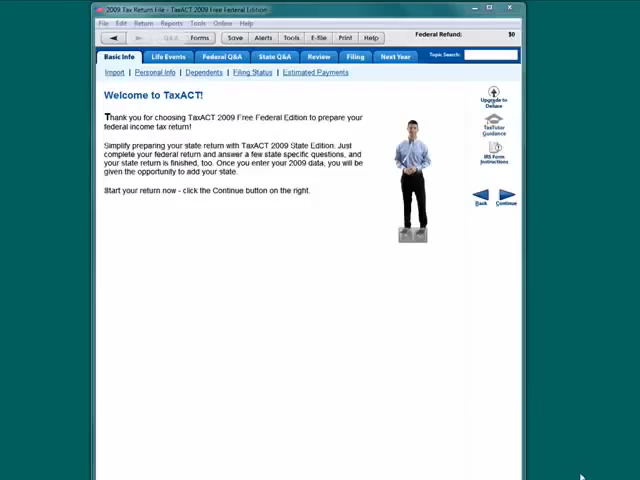 2009 Tax Return File - TaxACT 2009 Free Federal Edition
File Edit View Return Reports Tools Online Help
Q&A Forms Save Alerts Tools E-file Print Help
Federal Refund: $0
Basic Info Life Events Federal Q&A State Q&A Review Filing Next Year
Topic Search:
Import | Personal Info | Dependents | Filing Status | Estimated Payments
Welcome to TaxACT!
Thank you for choosing TaxACT 2009 Free Federal Edition to prepare your
federal income tax return!
Simplify preparing your state return with TaxACT 2009 State Edition. Just
complete your federal return and answer a few state specific questions, and
your state return is finished, too. Once you enter your 2009 data, you will be
given the opportunity to add your state.
Start your return now - click the Continue button on the right.
Upgrade to
Deluxe
TaxTutor
Guidance
IRS Form
Instructions
Back Continue